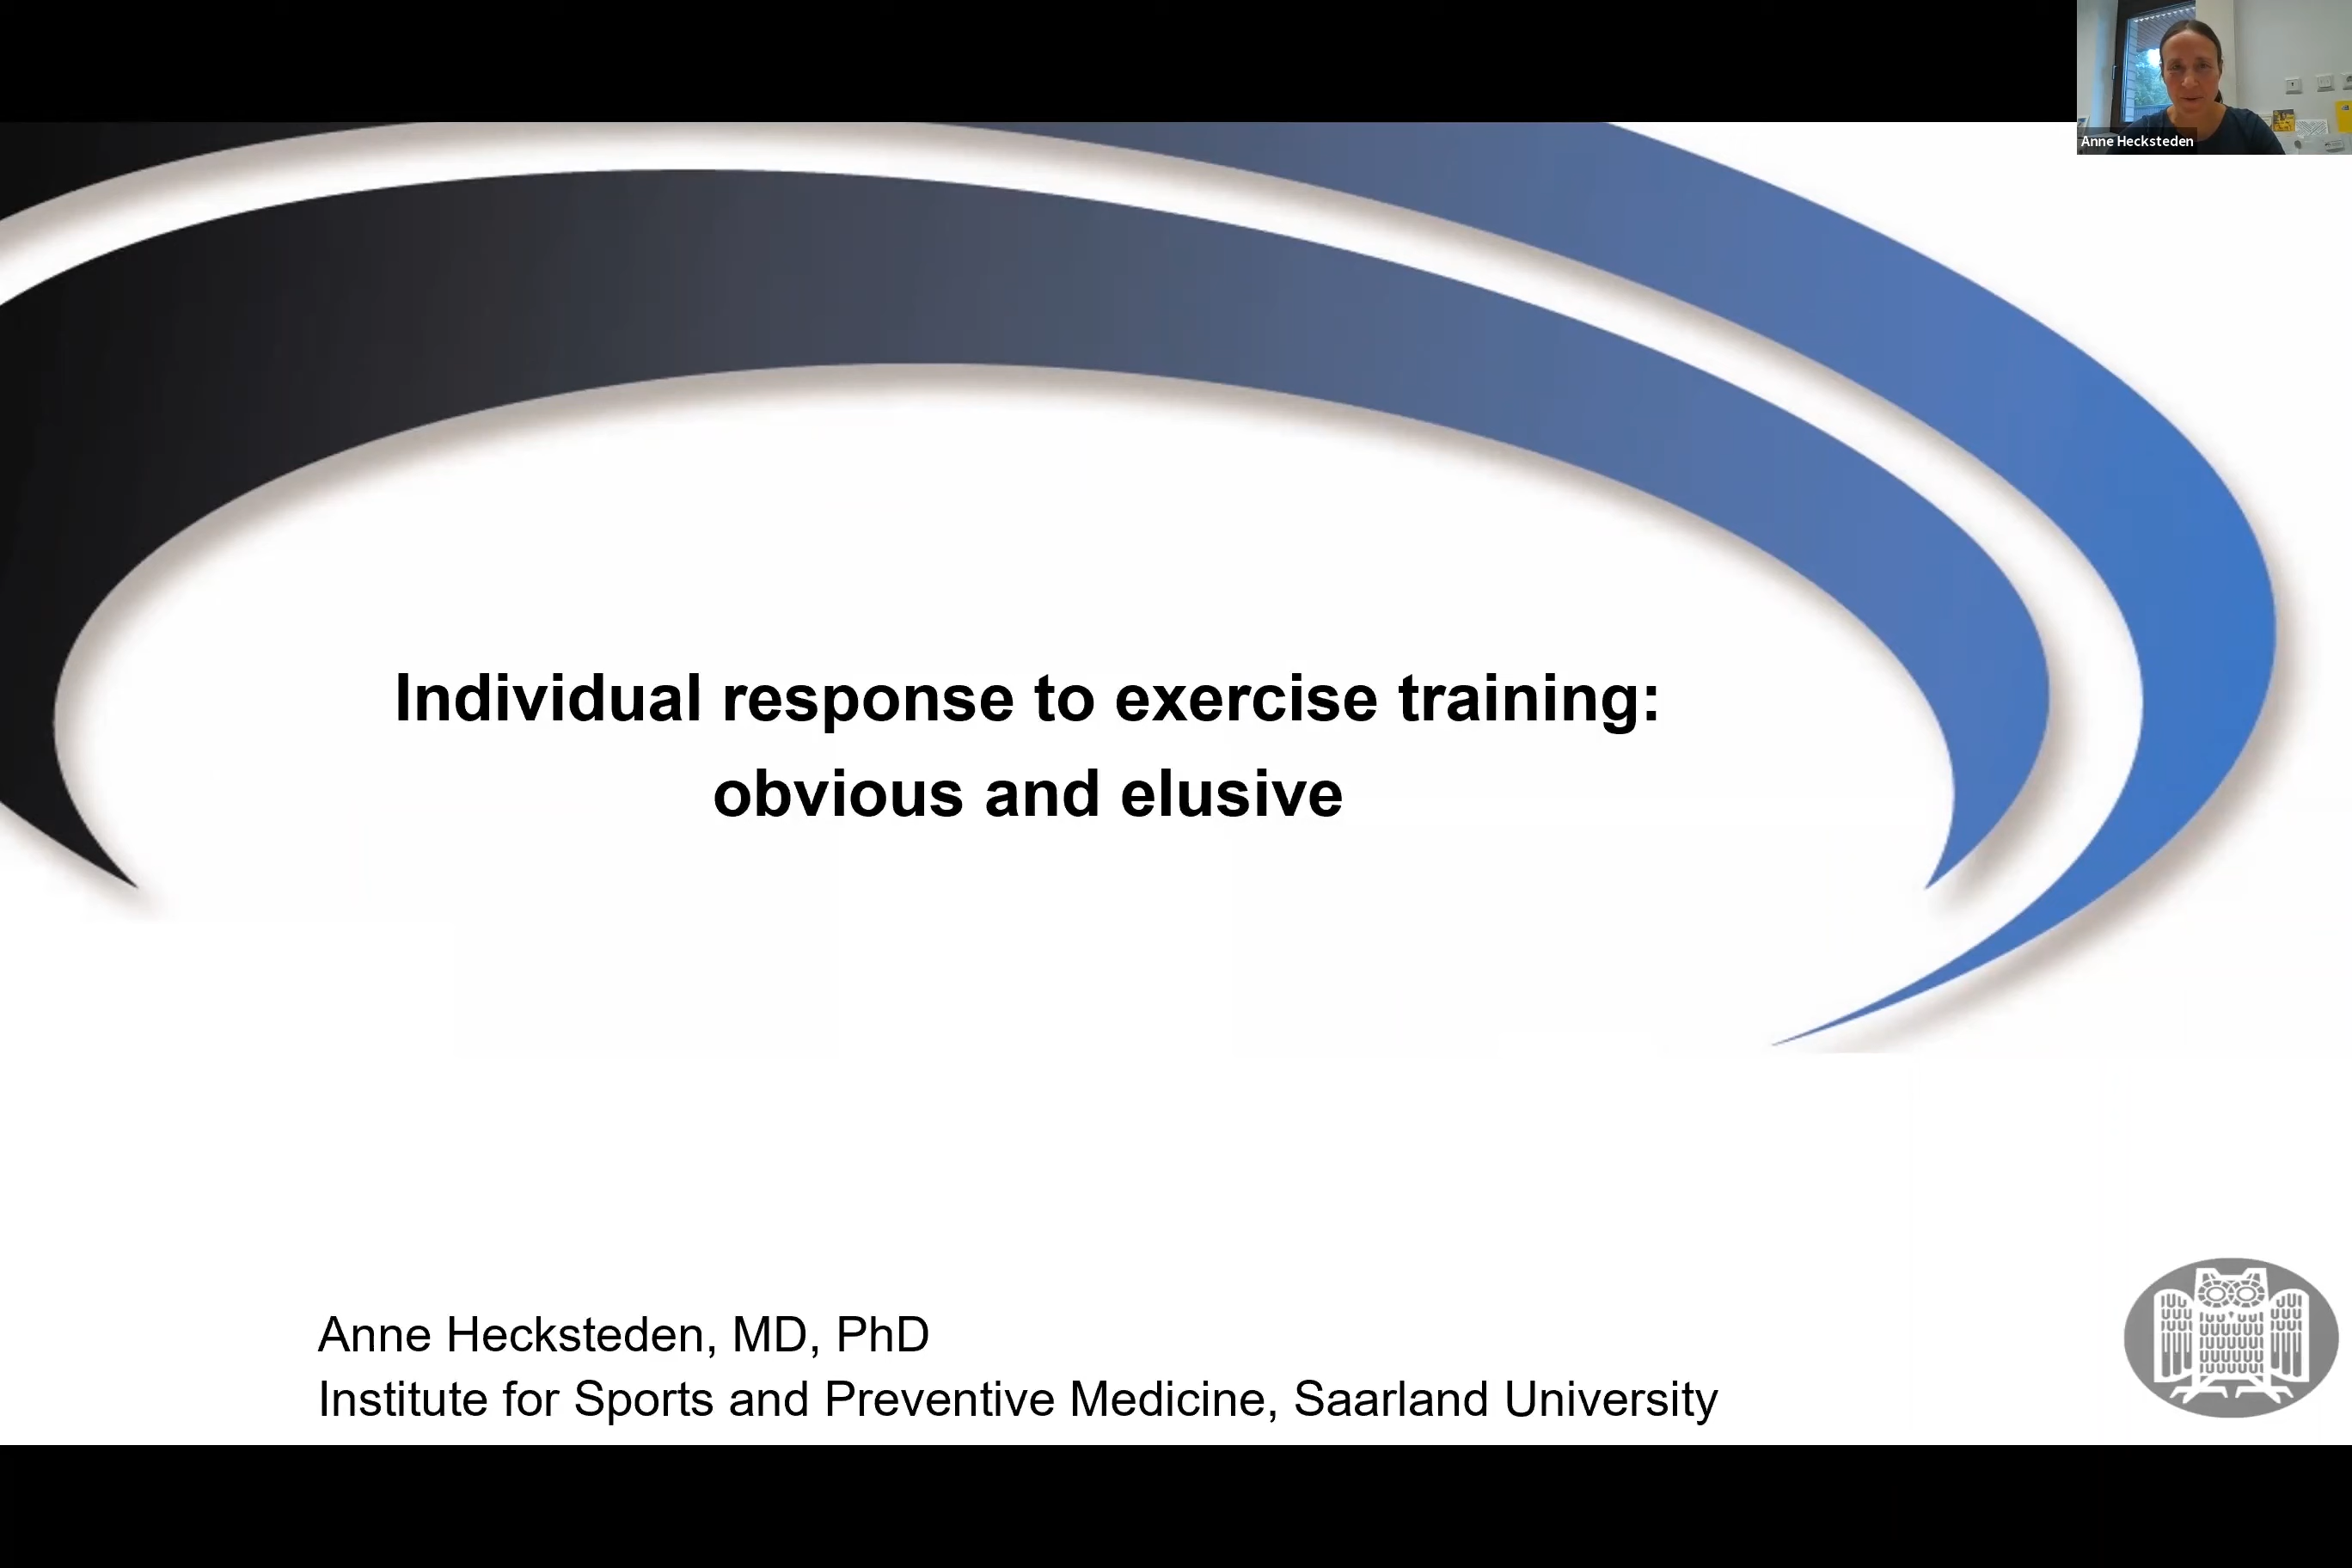 Anne Hecksteden
Individual response to exercise training:
obvious and elusive
Anne Hecksteden, MD, PhD
Institute for Sports and Preventive Medicine, Saarland University